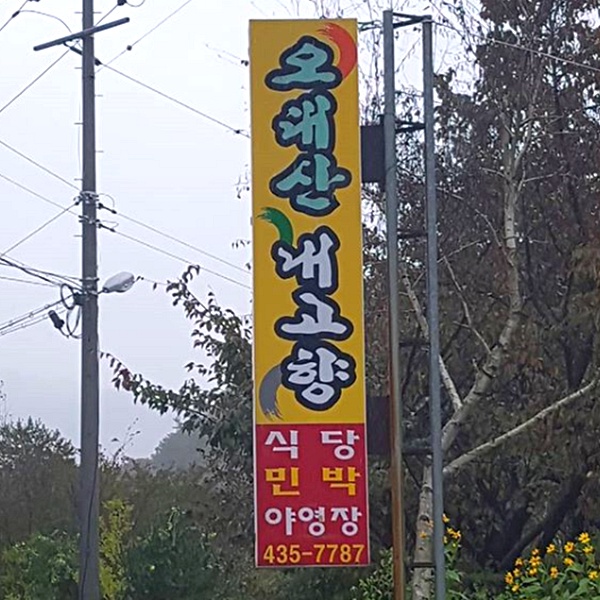 오대산
내고향
식당
민박
야영장
435-7787